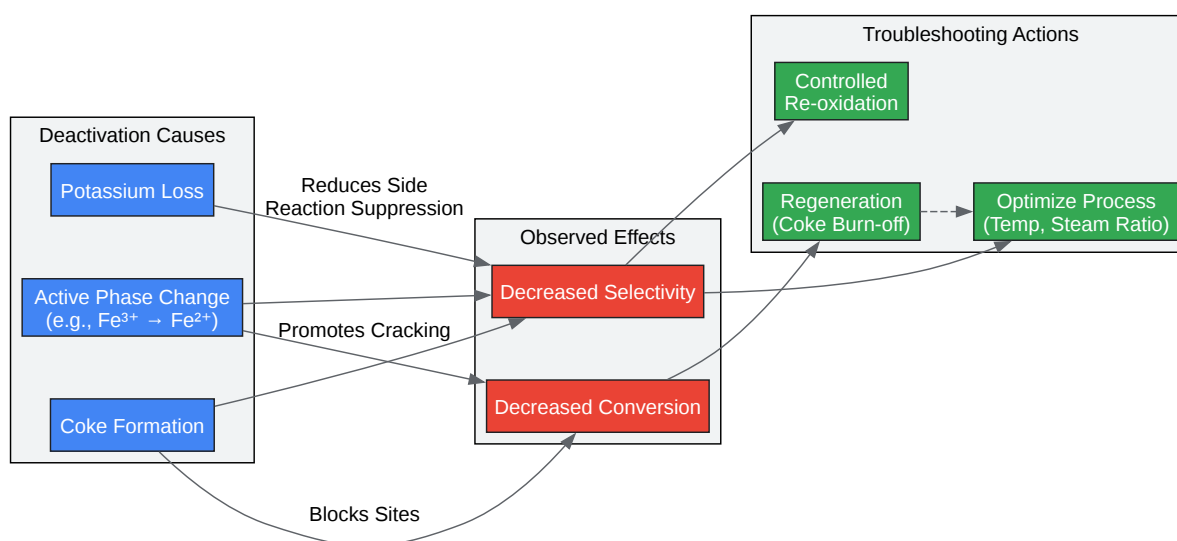 Deactivation Causes
Potassium Loss
Active Phase Change
(e.g., Fe³⁺ → Fe²⁺)
Coke Formation
Reduces Side
Reaction Suppression
Promotes Cracking
Blocks Sites
Observed Effects
Decreased Selectivity
Decreased Conversion
Troubleshooting Actions
Controlled
Re-oxidation
Regeneration
(Coke Burn-off)
Optimize Process
(Temp, Steam Ratio)